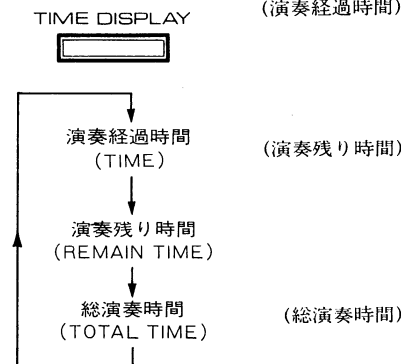 (演奏経過時間)
TIME DISPLAY
演奏経過時間
(TIME)
(演奏残り時間)
演奏残り時間
(REMAIN TIME)
総演奏時間
(TOTAL TIME)
(総演奏時間)